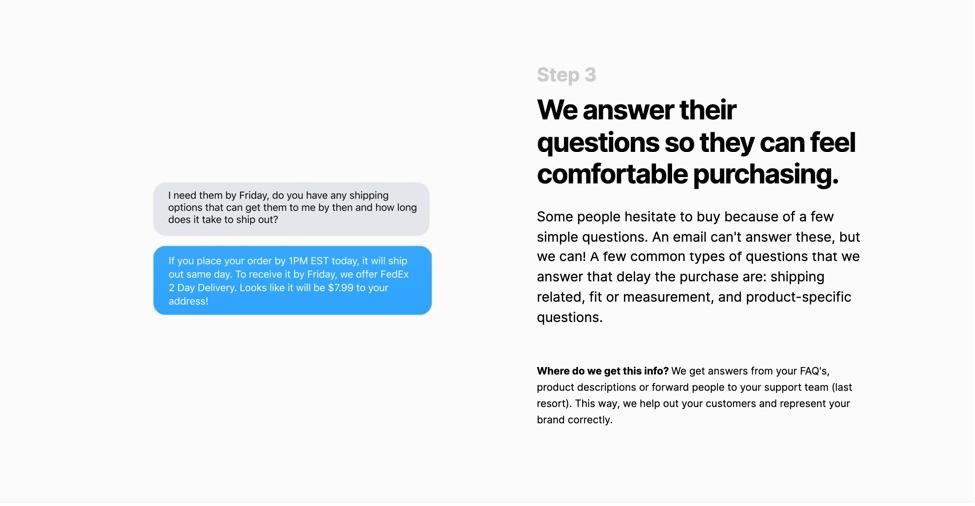 I need them by Friday, do you have any shipping
options that can get them to me by then and how long
does it take to ship out?
If you place your order by 1PM EST today, it will ship
out same day. To receive it by Friday, we offer FedEx
2 Day Delivery. Looks like it will be $7.99 to your
address!
Step 3
We answer their
questions so they can feel
comfortable purchasing.
Some people hesitate to buy because of a few
simple questions. An email can't answer these, but
we can! A few common types of questions that we
answer that delay the purchase are: shipping
related, fit or measurement, and product-specific
questions.
Where do we get this info? We get answers from your FAQ's,
product descriptions or forward people to your support team (last
resort). This way, we help out your customers and represent your
brand correctly.